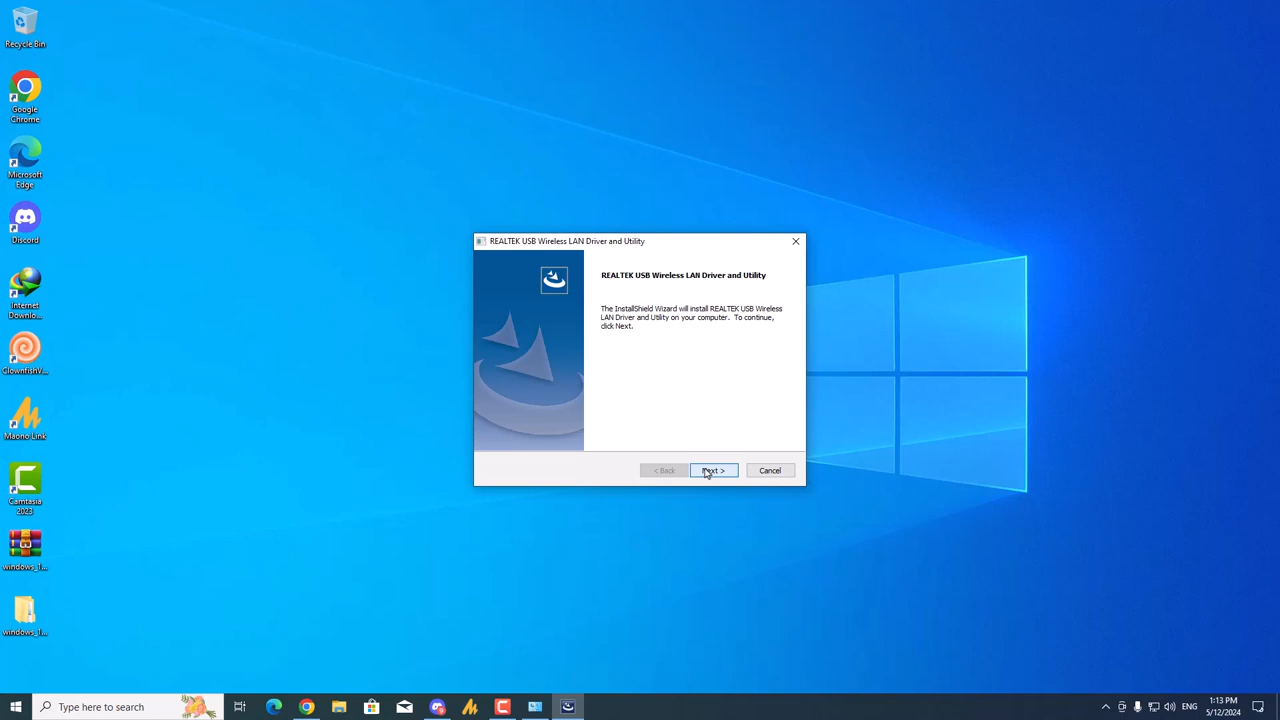 Recycle Bin
Google
Chrome
Microsoft
Edge
Discord
Internet
Downlo...
ClownfishV...
Maono Link
Camtasia
2023
windows_1...
windows_1...
REALTEK USB Wireless LAN Driver and Utility
REALTEK USB Wireless LAN Driver and Utility
The InstallShield Wizard will install REALTEK USB Wireless
LAN Driver and Utility on your computer. To continue,
click Next.
< Back
Next >
Cancel
Type here to search
ENG
1:13 PM
5/12/2024